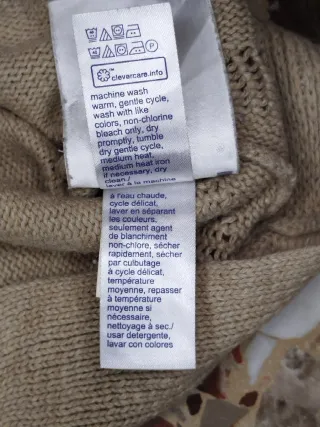 clevercare.info
machine wash
warm, gentle cycle,
wash with like
colors, non-chlorine
bleach only, dry
promptly, tumble
dry gentle cycle,
medium heat,
medium heat iron
if necessary, dry
clean./
laver à la machine
à l'eau chaude,
cycle délicat,
laver en séparant
les couleurs,
seulement agent
de blanchiment
non-chlore, sécher
rapidement, sécher
par culbutage
à cycle délicat,
température
moyenne, repasser
à température
moyenne si
nécessaire,
nettoyage à sec./
usar detergente,
lavar con colores